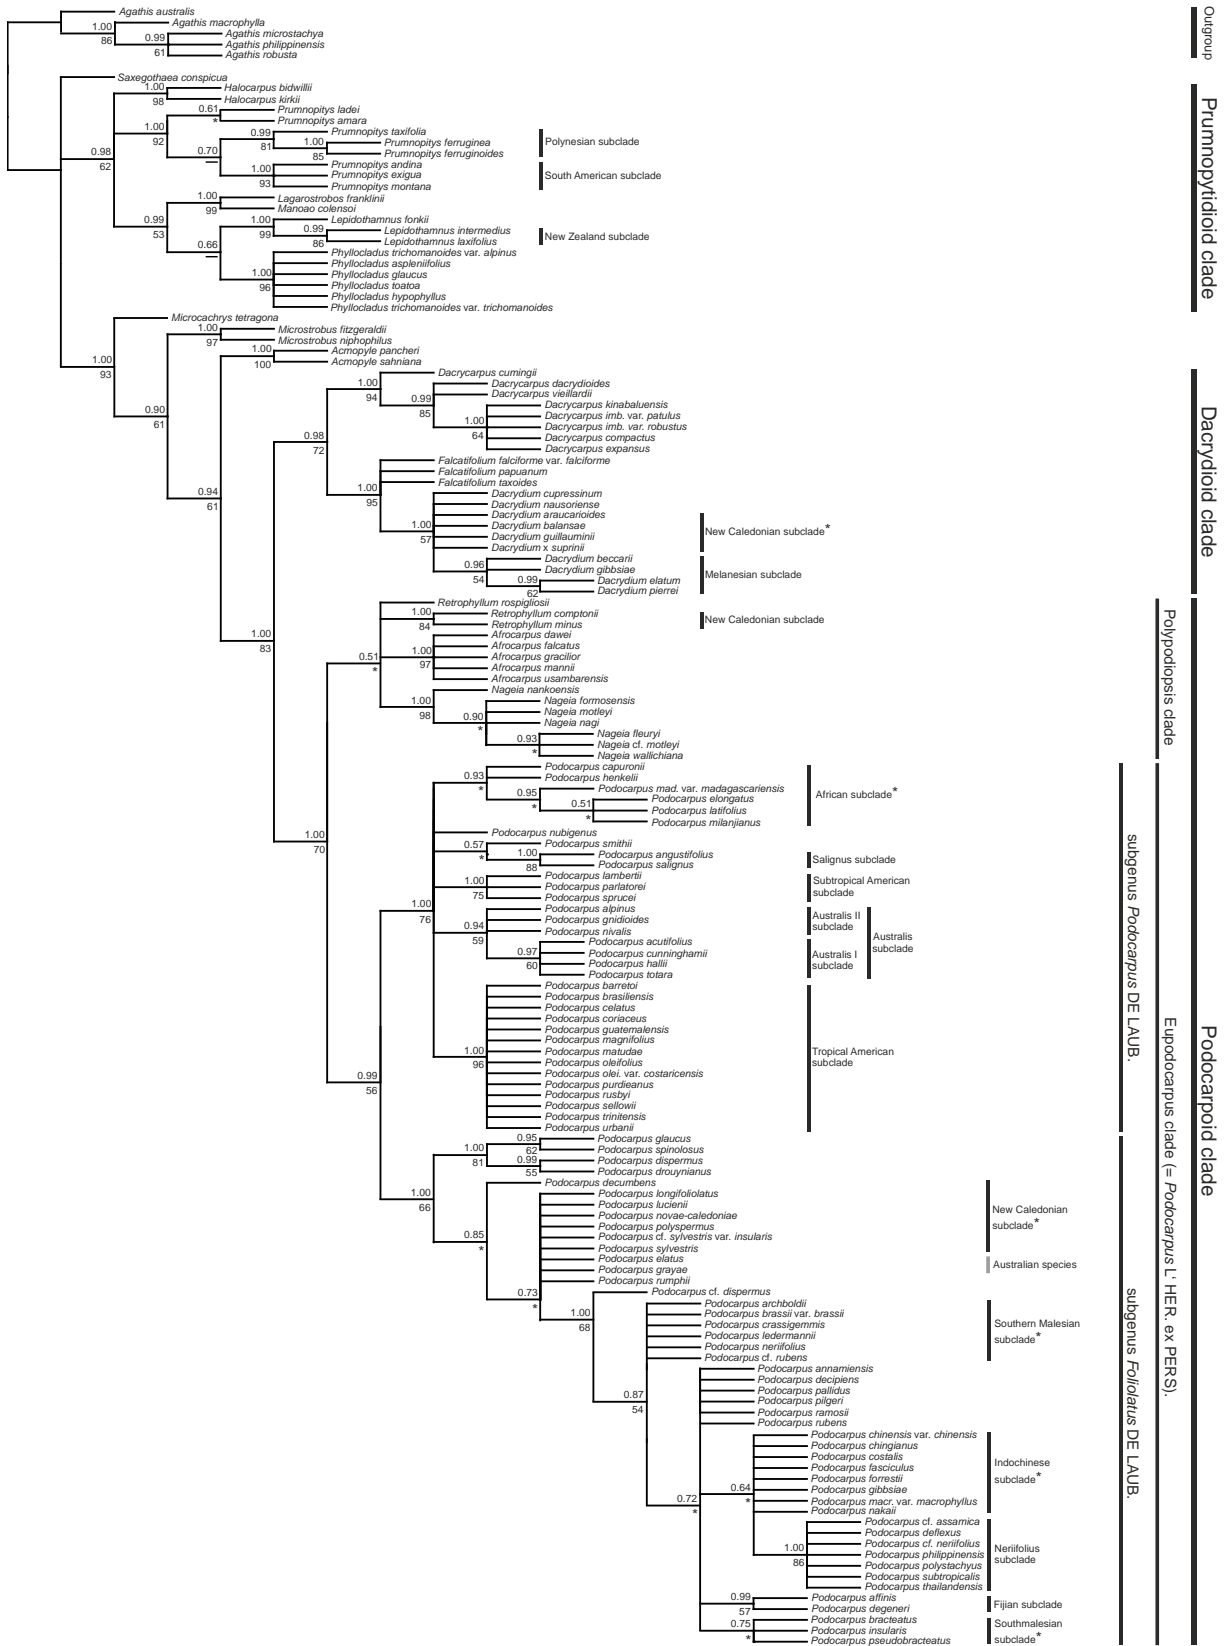 Agathis australis
1.00
Agathis macrophylla
86
0.99
Agathis microstachya
Agathis philippinensis
61
Agathis robusta
Outgroup
Saxegothaea conspicua
1.00
Halocarpus bidwillii
98
Halocarpus kirkii
0.61
Prumnopitys ladei
*
Prumnopitys amara
1.00
92
0.99
Prumnopitys taxifolia
81
1.00
Prumnopitys ferruginea
85
Prumnopitys ferruginoides
Polynesian subclade
0.98
62
0.70
Prumnopitys andina
1.00
Prumnopitys exigua
93
Prumnopitys montana
South American subclade
1.00
Lagarostrobos franklinii
99
Manoao colensoi
0.99
53
1.00
Lepidothamnus fonkii
99
0.99
Lepidothamnus intermedius
86
Lepidothamnus laxifolius
New Zealand subclade
0.66
Phyllocladus trichomanoides var. alpinus
Phyllocladus aspleniifolius
1.00
Phyllocladus glaucus
96
Phyllocladus toatoa
Phyllocladus hypophyllus
Phyllocladus trichomanoides var. trichomanoides
Prumnopytidioid clade
Microcachrys tetragona
1.00
Microstrobus fitzgeraldii
97
Microstrobus niphophilus
1.00
Acmopyle pancheri
100
Acmopyle sahniana
1.00
93
0.90
61
0.94
61
1.00
83
0.98
72
Dacrycarpus cumingii
1.00
94
Dacrycarpus dacrydioides
0.99
Dacrycarpus vieillardii
85
Dacrycarpus kinabaluensis
Dacrycarpus imb. var. patulus
1.00
Dacrycarpus imb. var. robustus
64
Dacrycarpus compactus
Dacrycarpus expansus
Falcatifolium falciforme var. falciforme
Falcatifolium papuanum
1.00
Falcatifolium taxoides
95
Dacrydium cupressinum
Dacrydium nausoriense
Dacrydium araucarioides
1.00
Dacrydium balansae
57
Dacrydium guillauminii
Dacrydium x suprinii
New Caledonian subclade*
Dacrydium beccarii
0.96
Dacrydium gibbsiae
54
0.99
Dacrydium elatum
62
Dacrydium pierrei
Melanesian subclade
Dacrydioid clade
Retrophyllum rospigliosii
1.00
Retrophyllum comptonii
84
Retrophyllum minus
New Caledonian subclade
0.51
*
Afrocarpus dawei
Afrocarpus falcatus
1.00
Afrocarpus gracilior
97
Afrocarpus mannii
Afrocarpus usambarensis
Nageia nankoensis
1.00
98
Nageia formosensis
Nageia motleyi
0.90
Nageia nagi
*
Nageia fleuryi
0.93
Nageia cf. motleyi
*
Nageia wallichiana
Polypodiopsis clade
1.00
70
Podocarpus capuronii
0.93
Podocarpus henkelii
*
Podocarpus mad. var. madagascariensis
0.95
*
0.51
Podocarpus elongatus
Podocarpus latifolius
*
Podocarpus milanjianus
African subclade*
Podocarpus nubigenus
0.57
Podocarpus smithii
*
1.00
Podocarpus angustifolius
88
Podocarpus salignus
Salignus subclade
Podocarpus lambertii
1.00
Podocarpus parlatorei
75
Podocarpus sprucei
Subtropical American
subclade
1.00
76
Podocarpus alpinus
Podocarpus gnidioides
0.94
Podocarpus nivalis
59
Australis II
subclade
Podocarpus acutifolius
0.97
Podocarpus cunninghamii
60
Podocarpus hallii
Podocarpus totara
Australis I
subclade
Australis
subclade
Podocarpus barretoi
Podocarpus brasiliensis
Podocarpus celatus
Podocarpus coriaceus
Podocarpus guatemalensis
Podocarpus magnifolius
1.00
Podocarpus matudae
96
Podocarpus oleifolius
Podocarpus olei. var. costaricensis
Podocarpus purdieanus
Podocarpus rusbyi
Podocarpus sellowii
Podocarpus trinitensis
Podocarpus urbanii
Tropical American
subclade
subgenus Podocarpus DE LAUB.
0.99
56
0.95
Podocarpus glaucus
62
Podocarpus spinolosus
1.00
81
0.99
Podocarpus dispermus
55
Podocarpus drouynianus
1.00
66
0.85
*
Podocarpus decumbens
Podocarpus longifoliolatus
Podocarpus lucienii
Podocarpus novae-caledoniae
Podocarpus polyspermus
Podocarpus cf. sylvestris var. insularis
Podocarpus sylvestris
New Caledonian
subclade*
Podocarpus elatus
Podocarpus grayae
Australian species
Podocarpus rumphii
0.73
*
Podocarpus cf. dispermus
1.00
68
Podocarpus archboldii
Podocarpus brassii var. brassii
Podocarpus crassigemmis
Podocarpus ledermannii
Podocarpus neriifolius
Podocarpus cf. rubens
Southern Malesian
subclade*
0.87
54
Podocarpus annamiensis
Podocarpus decipiens
Podocarpus pallidus
Podocarpus pilgeri
Podocarpus ramosii
Podocarpus rubens
0.72
*
Podocarpus chinensis var. chinensis
Podocarpus chingianus
Podocarpus costalis
Podocarpus fasciculus
Podocarpus forrestii
0.64
Podocarpus gibbsiae
*
Podocarpus macr. var. macrophyllus
Podocarpus nakaii
Indochinese
subclade*
Podocarpus cf. assamica
Podocarpus deflexus
Podocarpus cf. neriifolius
1.00
Podocarpus philippinensis
86
Podocarpus polystachyus
Podocarpus subtropicalis
Podocarpus thailandensis
Neriifolius
subclade
0.99
Podocarpus affinis
57
Podocarpus degeneri
Fijian subclade
Podocarpus bracteatus
0.75
Podocarpus insularis
*
Podocarpus pseudobracteatus
Southmalesian
subclade*
subgenus Foliolatus DE LAUB.
Eupodocarpus clade (= Podocarpus L' HER. ex PERS).
Podocarpoid clade